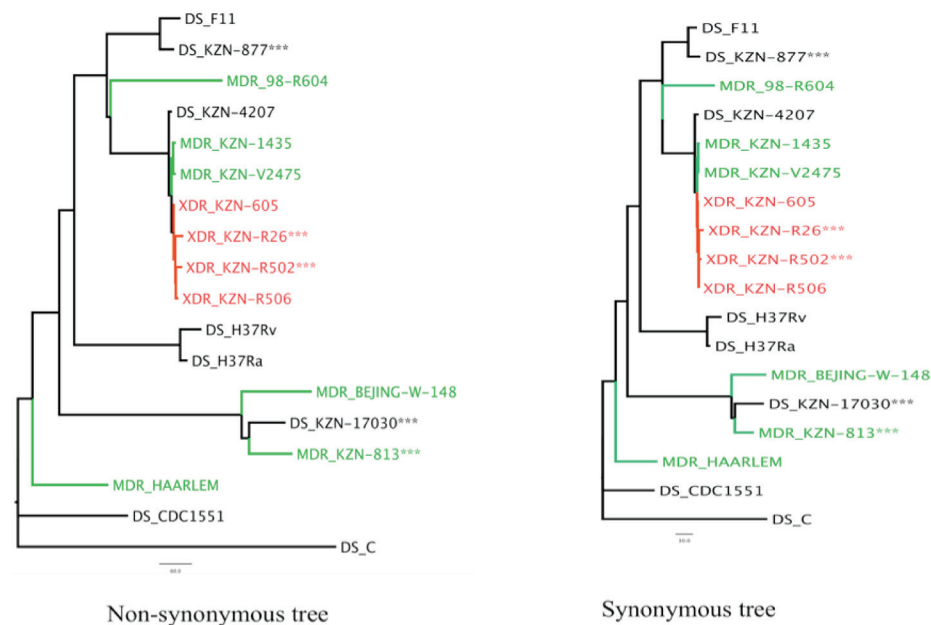 DS_F11
DS_KZN-877***
MDR_98-R604
DS_KZN-4207
MDR_KZN-1435
MDR_KZN-V2475
XDR_KZN-605
XDR_KZN-R26***
XDR_KZN-R502***
XDR_KZN-R506
DS_H37Rv
DS_H37Ra
MDR_BEJING-W-148
DS_KZN-17030***
MDR_KZN-813***
MDR_HAARLEM
DS_CDC1551
DS_C
Non-synonymous tree
DS_F11
DS_KZN-877***
MDR_98-R604
DS_KZN-4207
MDR_KZN-1435
MDR_KZN-V2475
XDR_KZN-605
XDR_KZN-R26***
XDR_KZN-R502***
XDR_KZN-R506
DS_H37Rv
DS_H37Ra
MDR_BEJING-W-148
DS_KZN-17030***
MDR_KZN-813***
MDR_HAARLEM
DS_CDC1551
DS_C
Synonymous tree